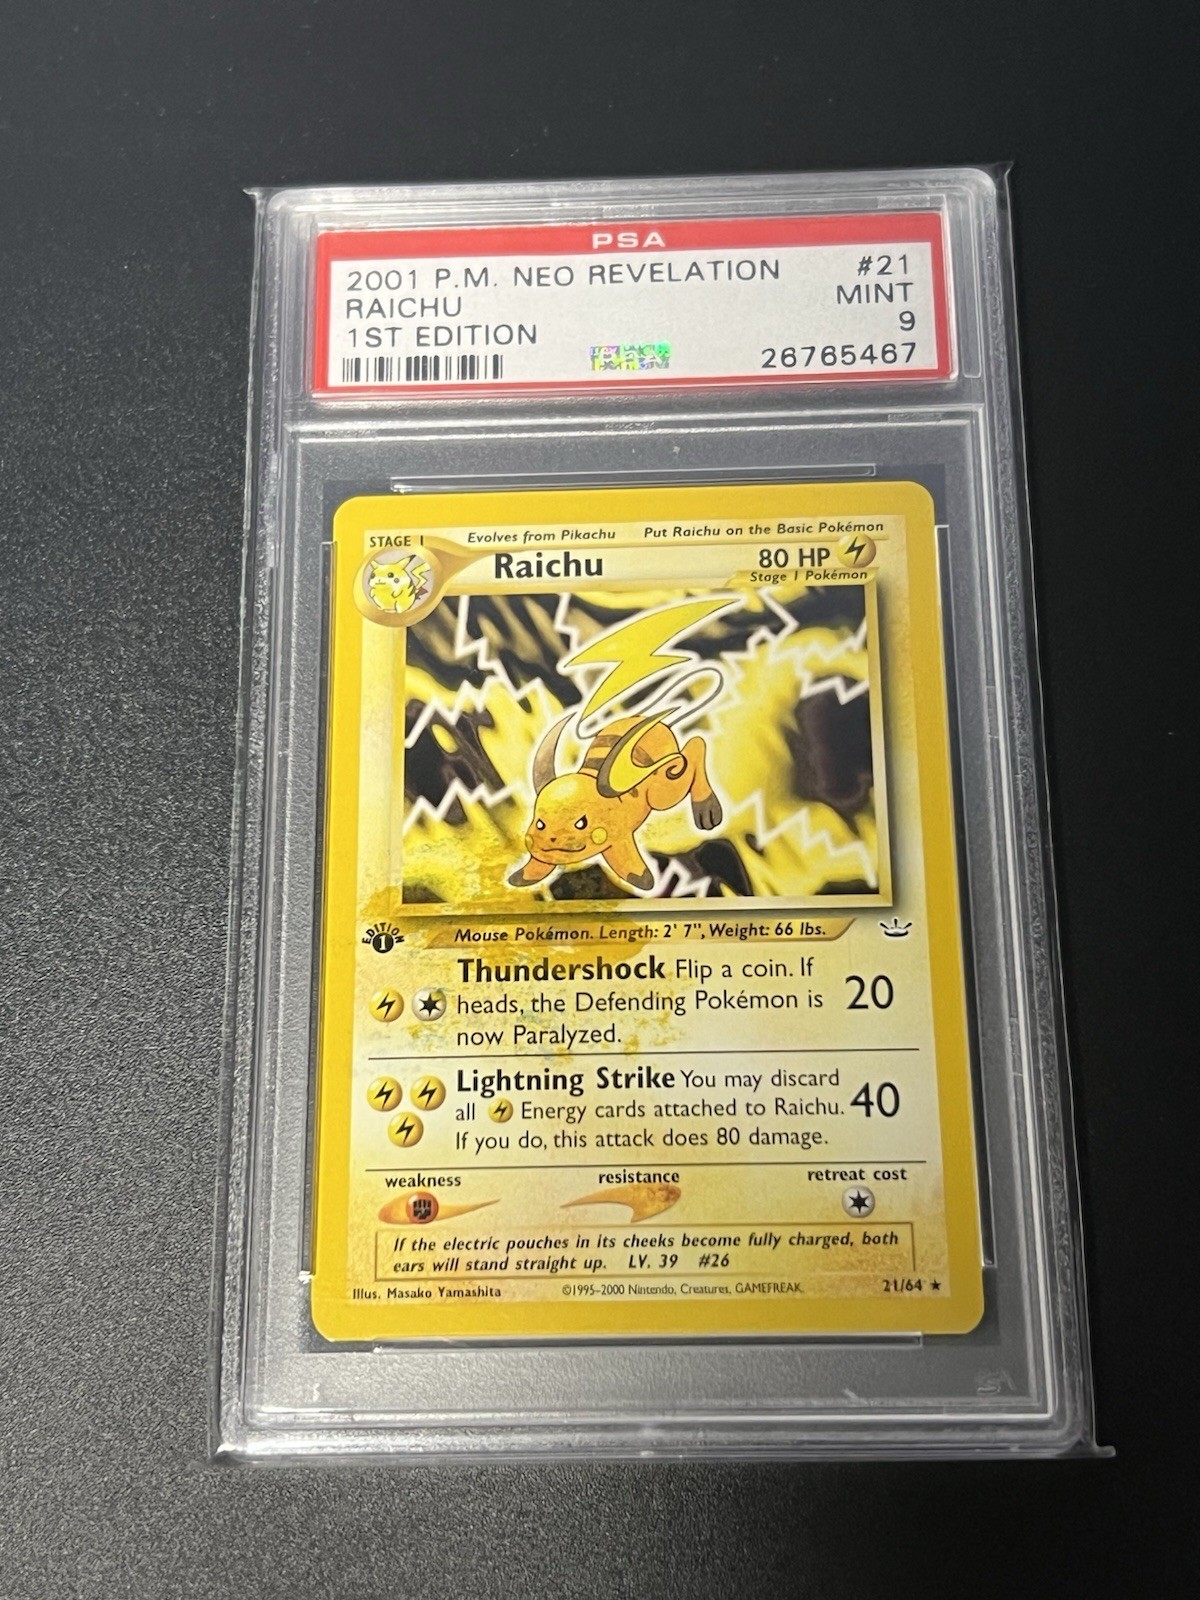 PSA
2001 P.M. NEO REVELATION #21
RAICHU MINT
1ST EDITION 9
26765467
STAGE 1 Evolves from Pikachu Put Raichu on the Basic Pokémon
Raichu 80 HP
Stage 1 Pokémon
EDITION
1
Mouse Pokémon. Length: 2' 7", Weight: 66 lbs.
Thundershock Flip a coin. If
heads, the Defending Pokémon is
now Paralyzed.
20
Lightning Strike You may discard
all Energy cards attached to Raichu.
If you do, this attack does 80 damage.
40
weakness resistance retreat cost
If the electric pouches in its cheeks become fully charged, both
ears will stand straight up. LV. 39 #26
Illus. Masako Yamashita ©1995-2000 Nintendo, Creatures, GAMEFREAK. 21/64 ★